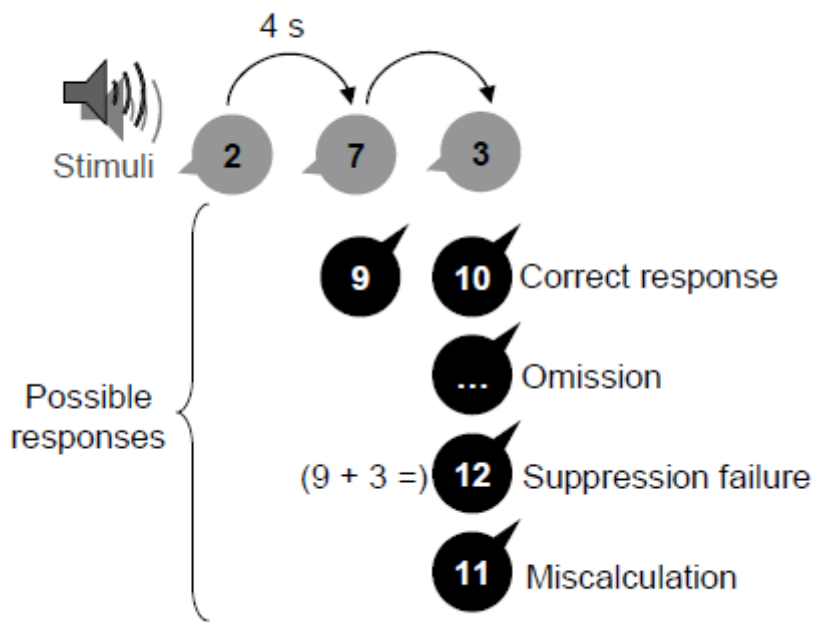 4 s
Stimuli
2 7 3
9 10 Correct response
... Omission
Possible
responses
(9 + 3 =) 12 Suppression failure
11 Miscalculation